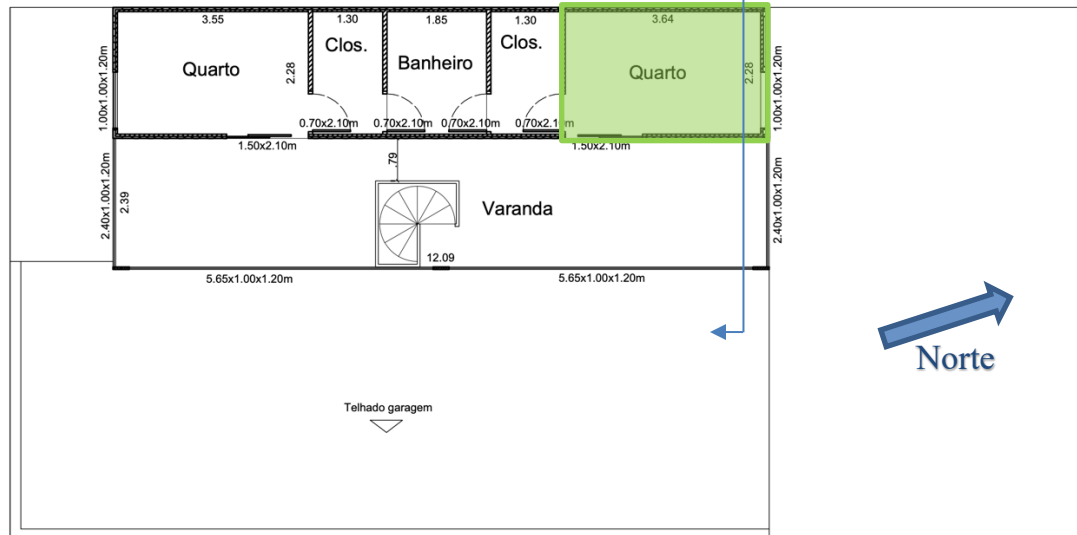 3.55
1.30
1.85
1.30
3.64
Clos.
Clos.
Quarto
Banheiro
Quarto
2.28
2.28
1.00x1.00x1.20m
1.00x1.00x1.20m
0.70x2.10m
0.70x2.10m
0.70x2.10m
0.70x2.10m
1.50x2.10m
1.50x2.10m
.79
2.40x1.00x1.20m
2.39
Varanda
2.40x1.00x1.20m
12.09
5.65x1.00x1.20m
5.65x1.00x1.20m
Norte
Telhado garagem